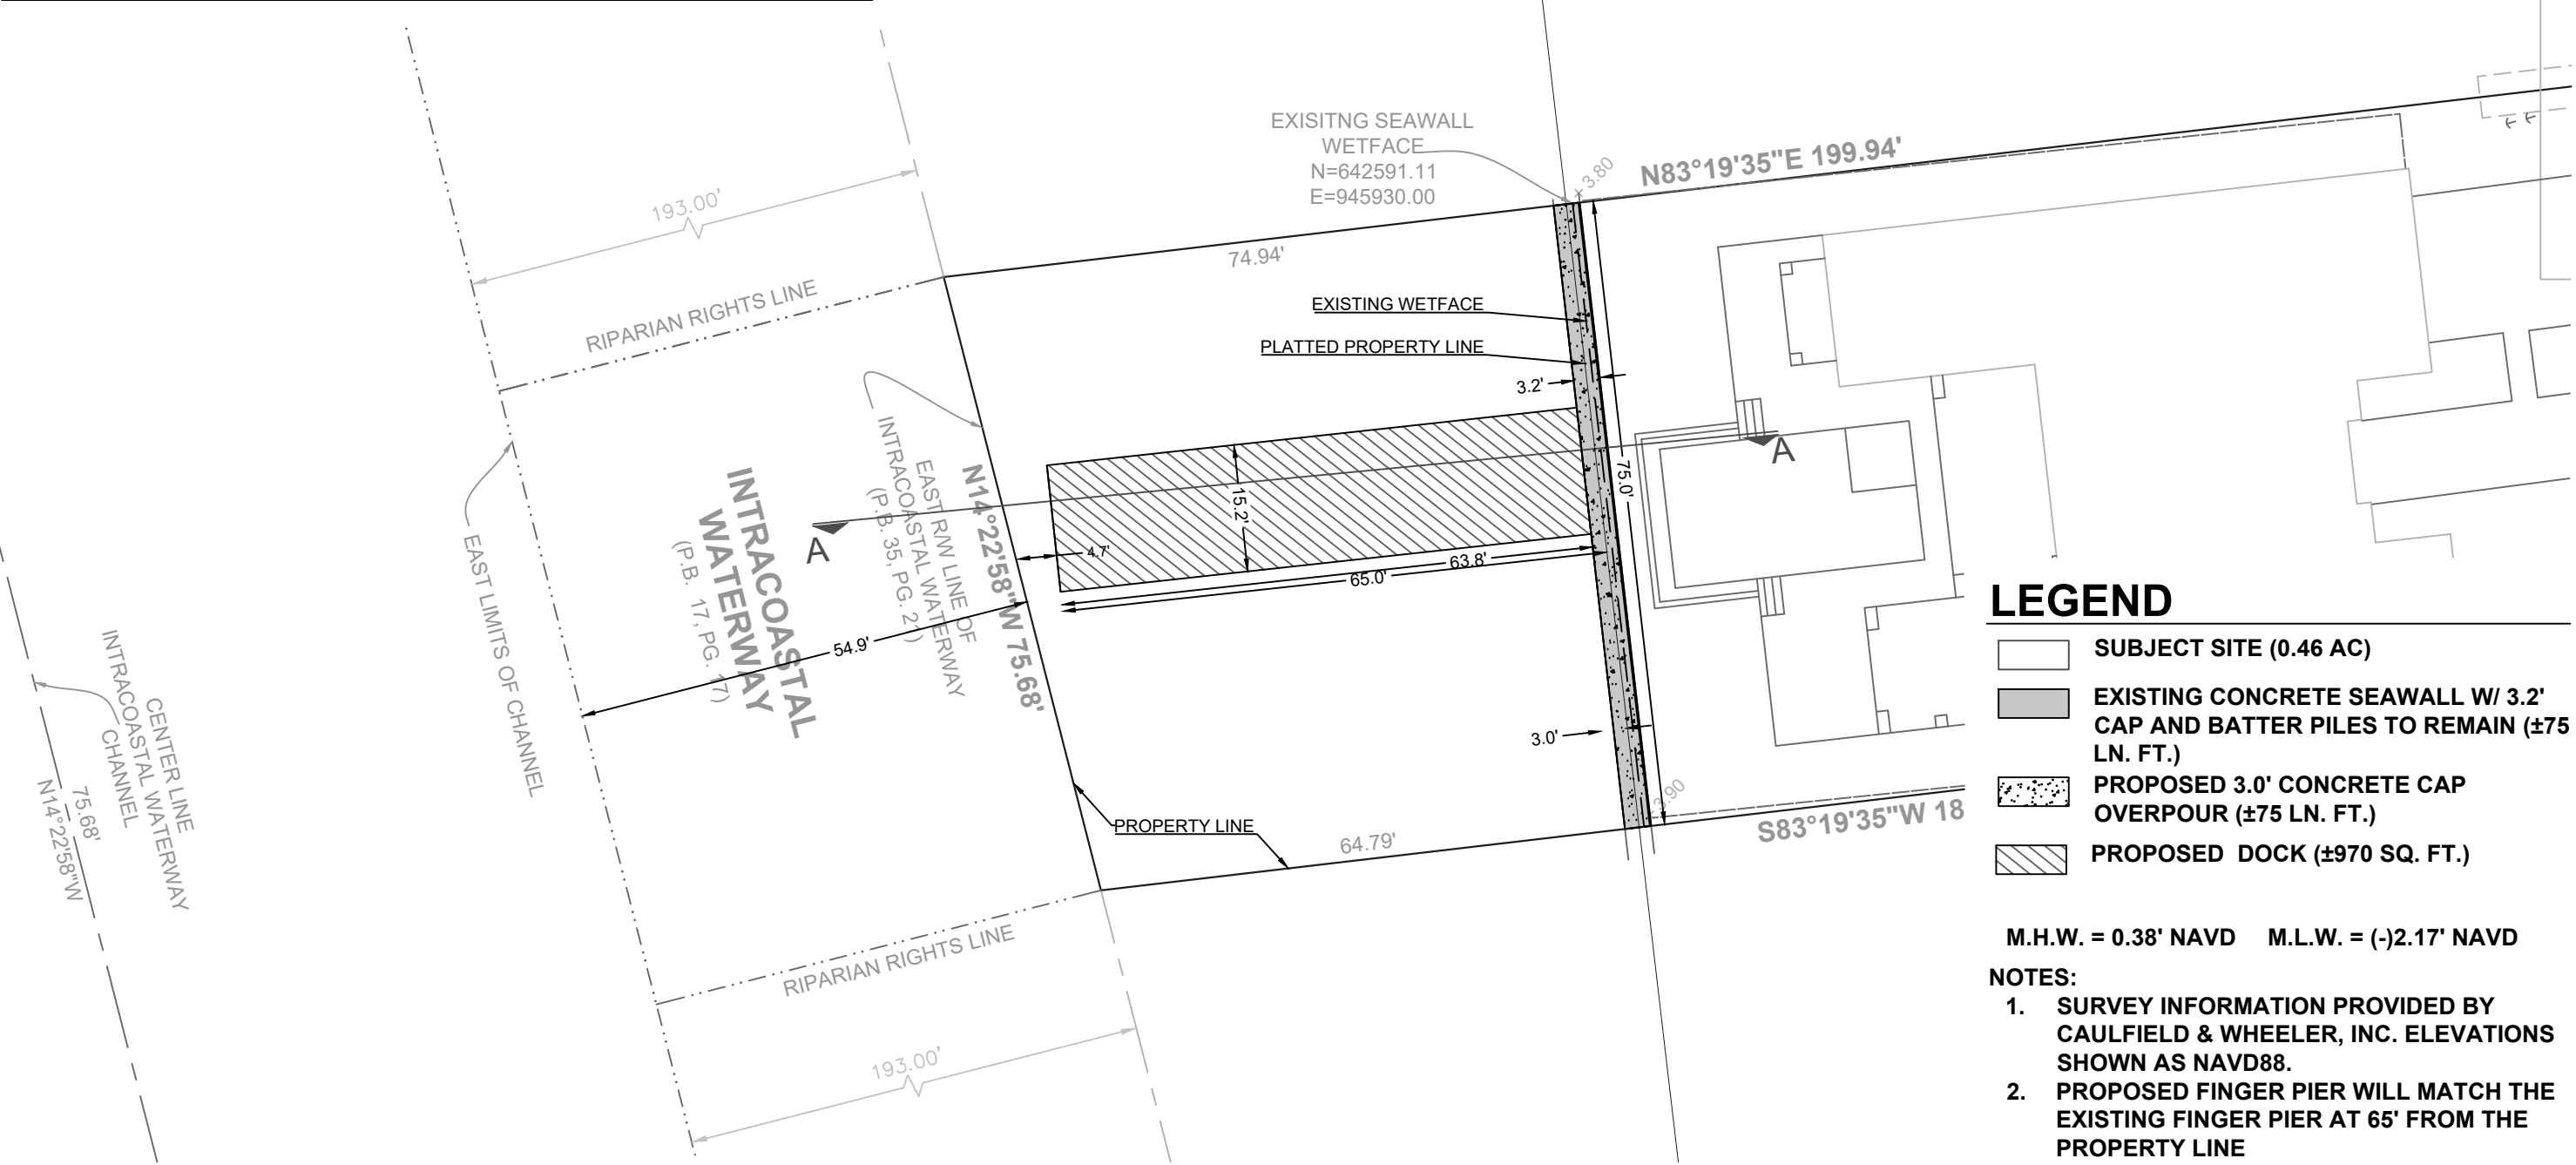 EXISITNG SEAWALL
WETFACE
N=642591.11
E=945930.00
3.80
N83°19'35"E 199.94'
193.00'
74.94'
RIPARIAN RIGHTS LINE
EXISTING WETFACE
PLATTED PROPERTY LINE
3.2'
INTRACOASTAL
WATERWAY
(P.B. 17, PG. 17)
EAST R/W LINE OF
INTRACOASTAL WATERWAY
(P.B. 35, PG. 2)
N14°22'58"W 75.68'
A
A
15.2'
75.0'
4.7'
63.8'
65.0'
54.9'
EAST LIMITS OF CHANNEL
CENTER LINE
INTRACOASTAL WATERWAY
CHANNEL
75.68'
N14°22'58"W
3.0'
3.90
PROPERTY LINE
64.79'
S83°19'35"W 18
RIPARIAN RIGHTS LINE
193.00'
LEGEND
SUBJECT SITE (0.46 AC)
EXISTING CONCRETE SEAWALL W/ 3.2'
CAP AND BATTER PILES TO REMAIN (±75
LN. FT.)
PROPOSED 3.0' CONCRETE CAP
OVERPOUR (±75 LN. FT.)
PROPOSED DOCK (±970 SQ. FT.)
M.H.W. = 0.38' NAVD M.L.W. = (-)2.17' NAVD
NOTES:
1. SURVEY INFORMATION PROVIDED BY
CAULFIELD & WHEELER, INC. ELEVATIONS
SHOWN AS NAVD88.
2. PROPOSED FINGER PIER WILL MATCH THE
EXISTING FINGER PIER AT 65' FROM THE
PROPERTY LINE